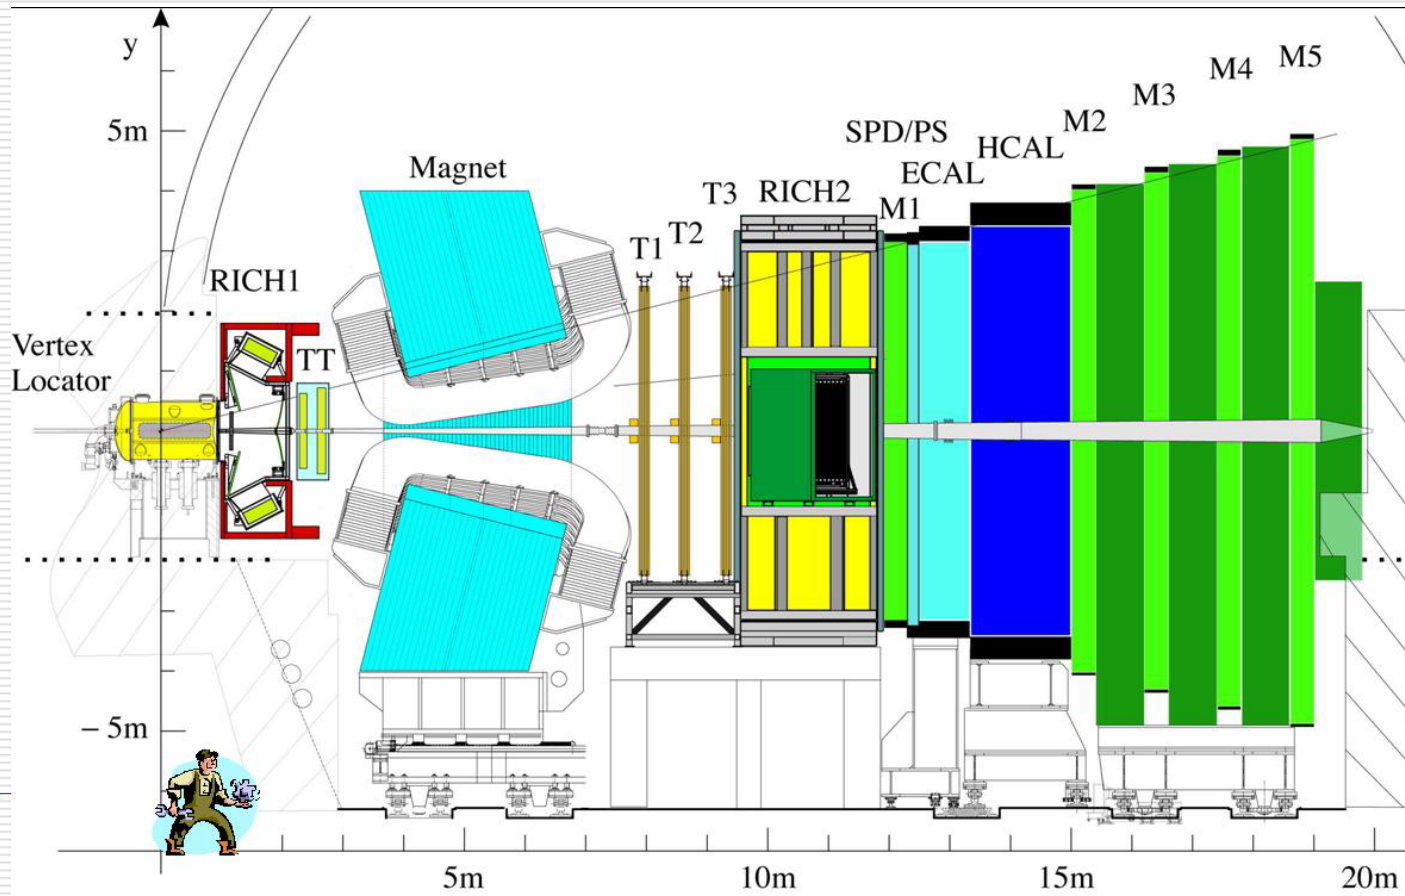 y
5m
Magnet
RICH1
Vertex
Locator
TT
T1
T2
T3
RICH2
SPD/PS
ECAL
M1
HCAL
M2
M3
M4
M5
– 5m
5m
10m
15m
20m